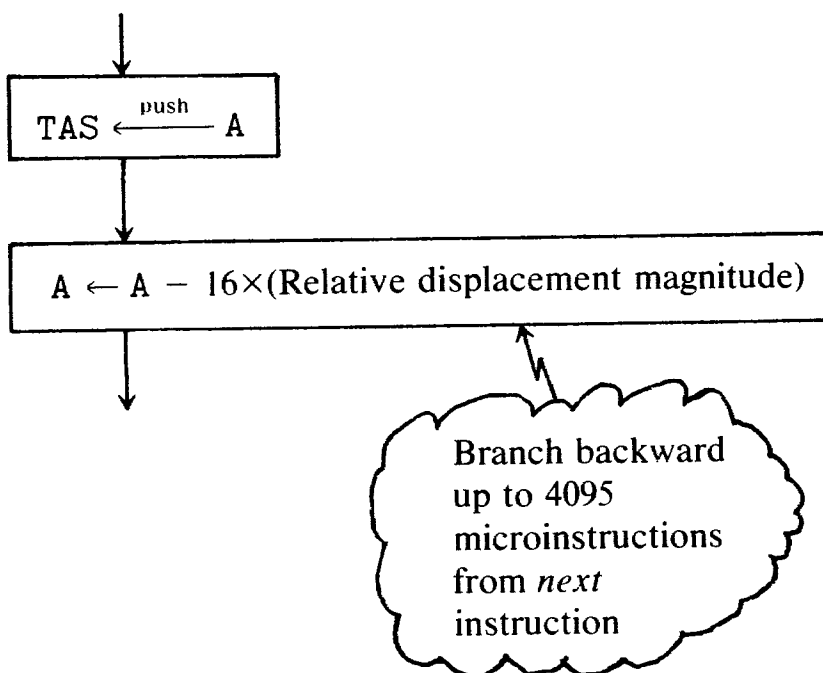 push
TAS ← A
A ← A − 16×(Relative displacement magnitude)
Branch backward
up to 4095
microinstructions
from next
instruction